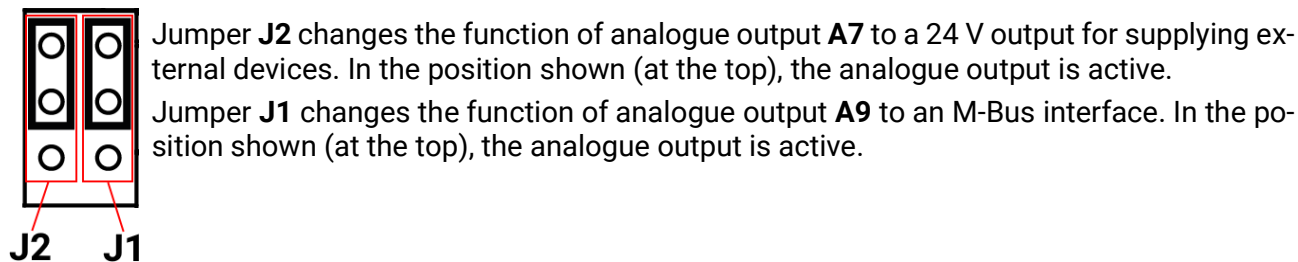 Jumper J2 changes the function of analogue output A7 to a 24 V output for supplying ex-
ternal devices. In the position shown (at the top), the analogue output is active.
Jumper J1 changes the function of analogue output A9 to an M-Bus interface. In the po-
sition shown (at the top), the analogue output is active.
J2 J1